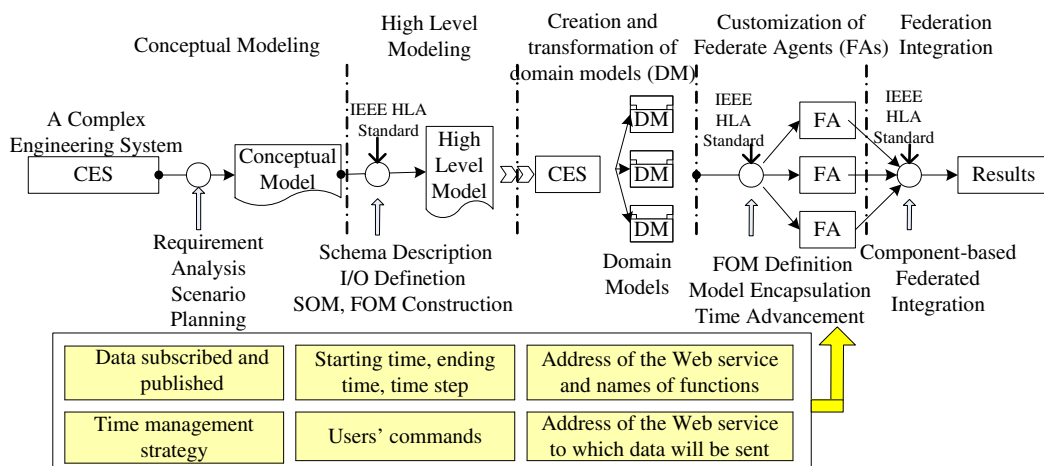 Conceptual Modeling
High Level
Modeling
Creation and
transformation of
domain models (DM)
Customization of
Federate Agents (FAs)
Federation
Integration
A Complex
Engineering System
CES
Conceptual
Model
IEEE HLA
Standard
High
Level
Model
CES
DM
DM
DM
IEEE
HLA
Standard
FA
FA
FA
IEEE
HLA
Standard
Results
Requirement
Analysis
Scenario
Planning
Schema Description
I/O Definetion
SOM, FOM Construction
Domain
Models
FOM Definition
Model Encapsulation
Time Advancement
Component-based
Federated
Integration
Data subscribed and
published
Starting time, ending
time, time step
Address of the Web service
and names of functions
Time management
strategy
Users' commands
Address of the Web service
to which data will be sent